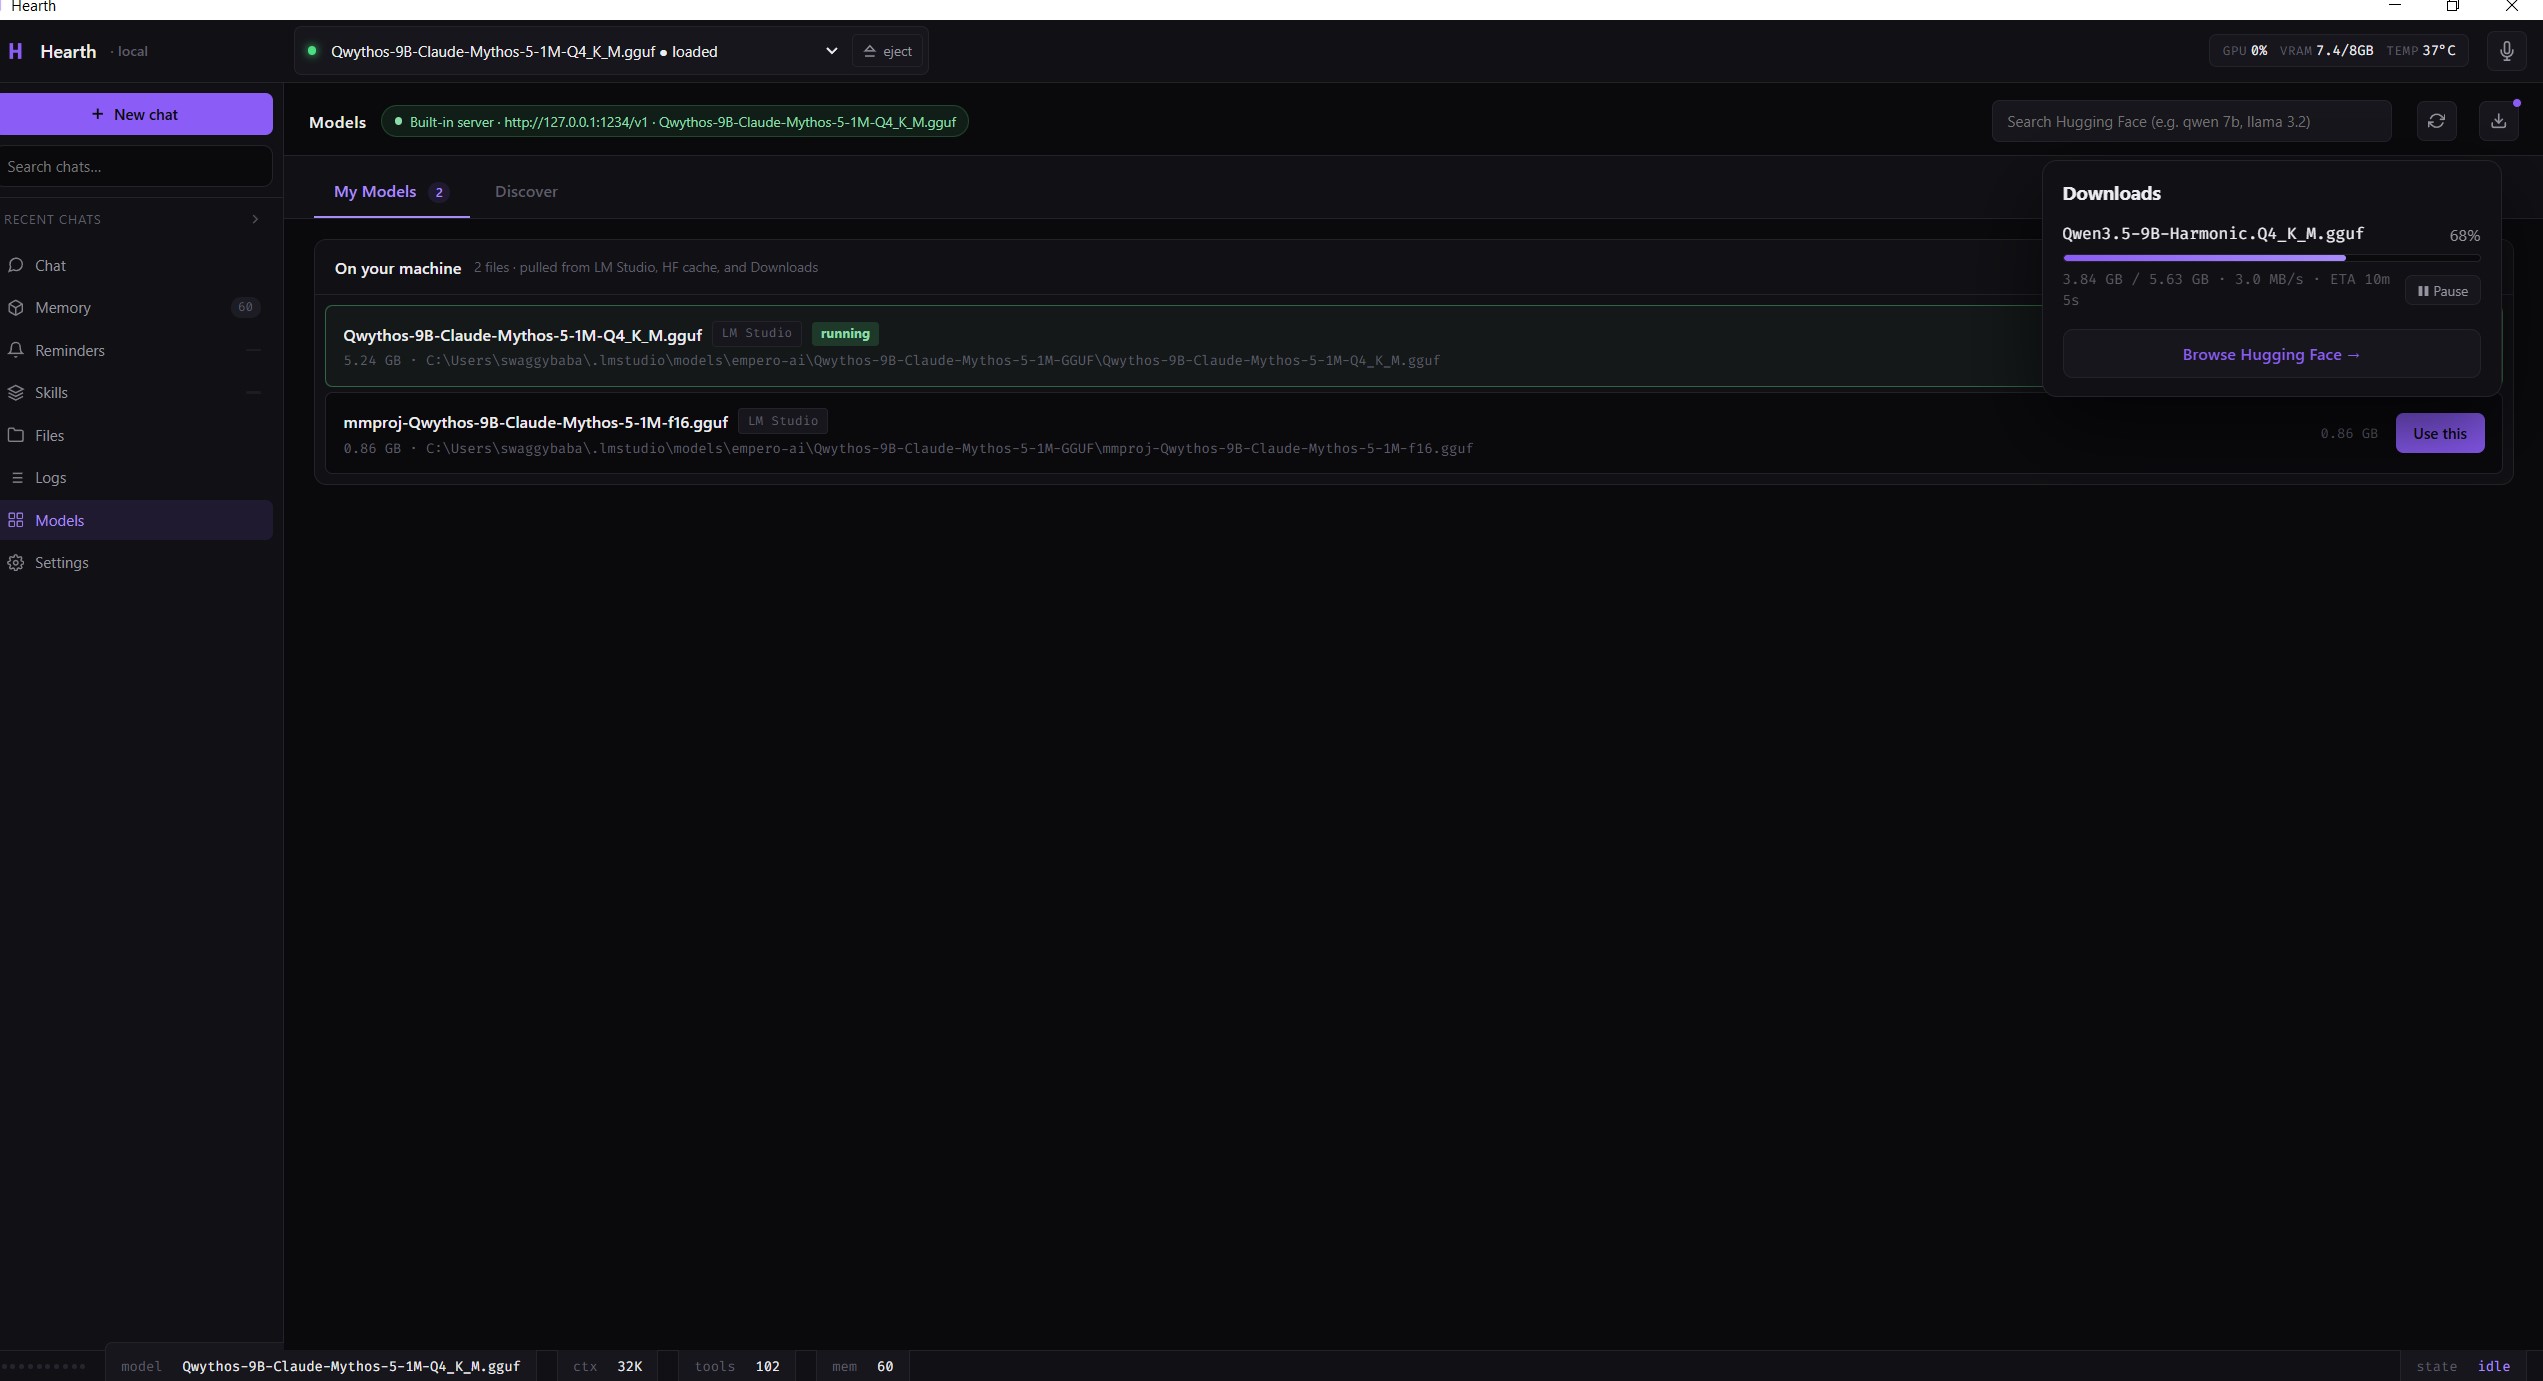 Hearth
H Hearth · local
Qwythos-9B-Claude-Mythos-5-1M-Q4_K_M.gguf ● loaded
eject
GPU 0% VRAM 7.4/8GB TEMP 37°C
+ New chat
Search chats...
RECENT CHATS
Chat
Memory 60
Reminders —
Skills —
Files
Logs
Models
Settings
Models
Built-in server · http://127.0.0.1:1234/v1 · Qwythos-9B-Claude-Mythos-5-1M-Q4_K_M.gguf
Search Hugging Face (e.g. qwen 7b, llama 3.2)
My Models 2
Discover
On your machine 2 files · pulled from LM Studio, HF cache, and Downloads
Qwythos-9B-Claude-Mythos-5-1M-Q4_K_M.gguf LM Studio running
5.24 GB · C:\Users\swaggybaba\.lmstudio\models\empero-ai\Qwythos-9B-Claude-Mythos-5-1M-GGUF\Qwythos-9B-Claude-Mythos-5-1M-Q4_K_M.gguf
mmproj-Qwythos-9B-Claude-Mythos-5-1M-f16.gguf LM Studio
0.86 GB · C:\Users\swaggybaba\.lmstudio\models\empero-ai\Qwythos-9B-Claude-Mythos-5-1M-GGUF\mmproj-Qwythos-9B-Claude-Mythos-5-1M-f16.gguf
0.86 GB
Use this
Downloads
Qwen3.5-9B-Harmonic.Q4_K_M.gguf 68%
3.84 GB / 5.63 GB · 3.0 MB/s · ETA 10m
5s
Pause
Browse Hugging Face →
model Qwythos-9B-Claude-Mythos-5-1M-Q4_K_M.gguf
ctx 32K
tools 102
mem 60
state idle